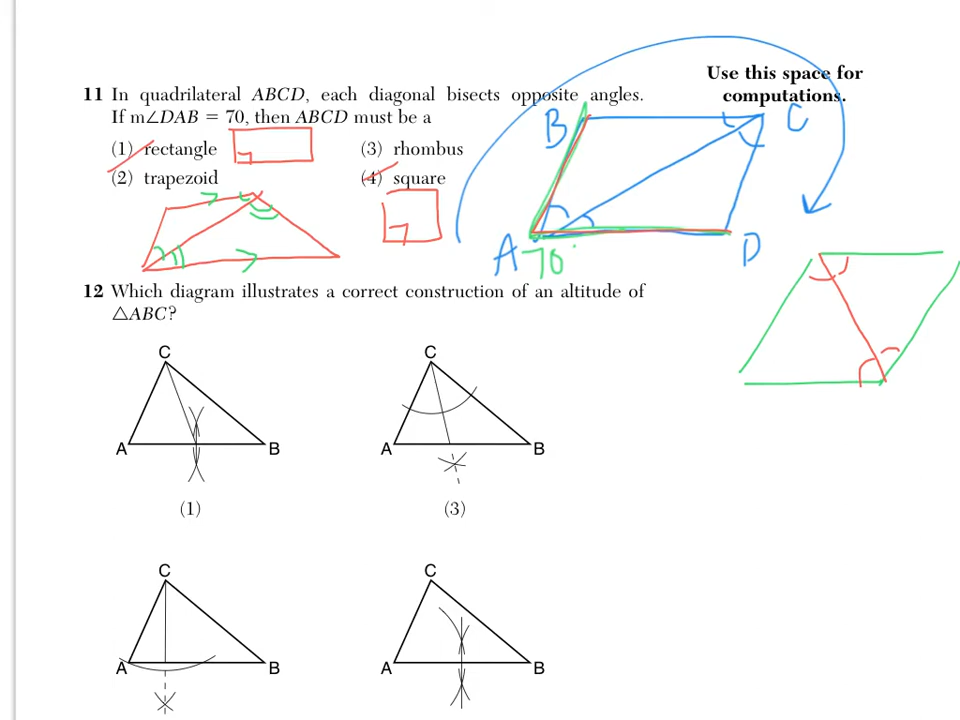 Use this space for
computations.
11 In quadrilateral ABCD, each diagonal bisects opposite angles.
If m∠DAB = 70, then ABCD must be a
(1) rectangle
(3) rhombus
(2) trapezoid
(4) square
B
C
A
70°
D
12 Which diagram illustrates a correct construction of an altitude of
△ABC?
C
A
B
(1)
C
A
B
(3)
C
A
B
C
A
B